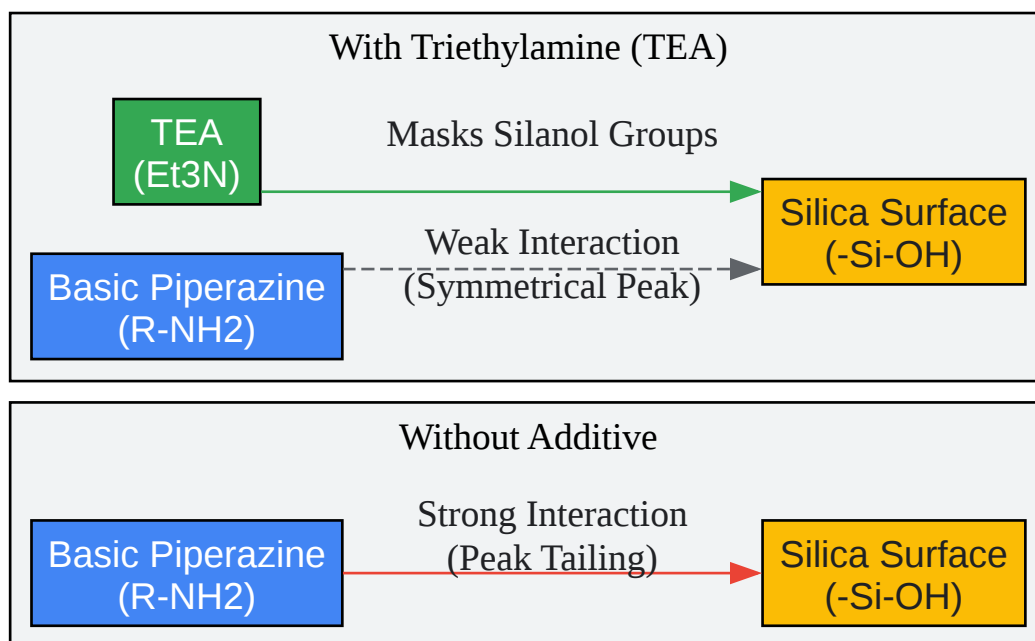 With Triethylamine (TEA)
TEA
(Et3N)
Masks Silanol Groups
Silica Surface
(-Si-OH)
Weak Interaction
(Symmetrical Peak)
Basic Piperazine
(R-NH2)
Without Additive
Basic Piperazine
(R-NH2)
Strong Interaction
(Peak Tailing)
Silica Surface
(-Si-OH)